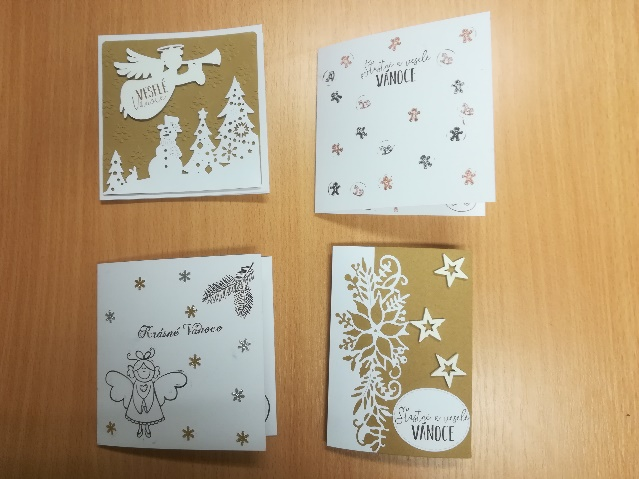 VESELÉ
Vánoce
Šťastné a veselé
VÁNOCE
Krásné Vánoce
Šťastné a veselé
VÁNOCE